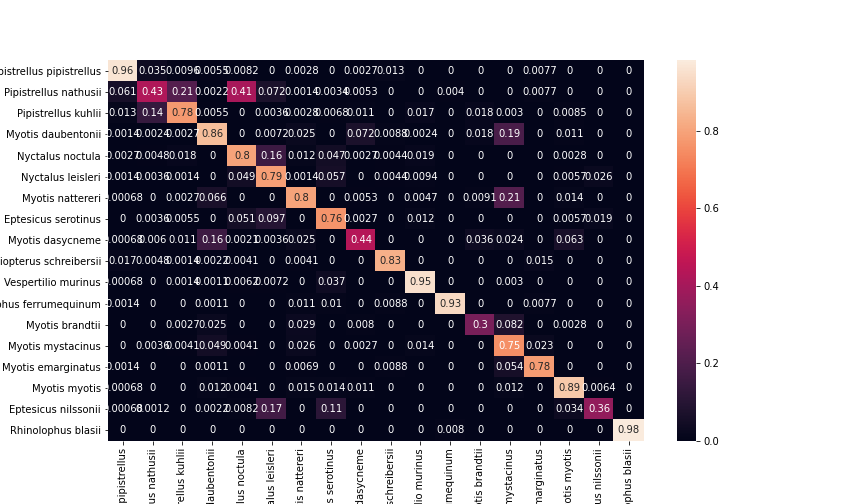 pistrellus pipistrellus 0.96 0.035 0.0096 0.0055 0.0082 0 0.0028 0 0.0027 0.013 0 0 0 0 0.0077 0 0 0
Pipistrellus nathusii 0.061 0.43 0.21 0.0022 0.41 0.072 0.0014 0.0034 0.0053 0 0 0.004 0 0 0.0077 0 0 0
Pipistrellus kuhlii 0.013 0.14 0.78 0.0055 0 0.0036 0.0028 0.0068 0.011 0 0.017 0 0.018 0.003 0 0.0085 0 0
Myotis daubentonii 0.0014 0.0024 0.0027 0.86 0 0.0072 0.025 0 0.072 0.0088 0.0024 0 0.018 0.19 0 0.011 0 0
Nyctalus noctula 0.0027 0.0048 0.018 0 0.8 0.16 0.012 0.047 0.0027 0.0044 0.019 0 0 0 0 0.0028 0 0
Nyctalus leisleri 0.0014 0.0036 0.0014 0 0.049 0.79 0.0014 0.057 0 0.0044 0.0094 0 0 0 0 0.0057 0.026 0
Myotis nattereri 0.00068 0 0.0027 0.066 0 0 0.8 0 0.0053 0 0.0047 0 0.0091 0.21 0 0.014 0 0
Eptesicus serotinus 0 0.0036 0.0055 0 0.051 0.097 0 0.76 0.0027 0 0.012 0 0 0 0 0.0057 0.019 0
Myotis dasycneme 0.00068 0.006 0.011 0.16 0.0021 0.0036 0.025 0 0.44 0 0 0 0.036 0.024 0 0.063 0 0
iopterus schreibersii 0.017 0.0048 0.0014 0.0022 0.0041 0 0.0041 0 0 0.83 0 0 0 0 0.015 0 0 0
Vespertilio murinus 0.00068 0 0.0014 0.0011 0.0062 0.0072 0 0.037 0 0 0.95 0 0 0.003 0 0 0 0
phus ferrumequinum 0.0014 0 0 0.0011 0 0 0.011 0.01 0 0.0088 0 0.93 0 0 0.0077 0 0 0
Myotis brandtii 0 0 0.0027 0.025 0 0 0.029 0 0.008 0 0 0 0.3 0.082 0 0.0028 0 0
Myotis mystacinus 0 0.0036 0.0041 0.049 0.0041 0 0.026 0 0.0027 0 0.014 0 0 0.75 0.023 0 0 0
Myotis emarginatus 0.0014 0 0 0.0011 0 0 0.0069 0 0 0.0088 0 0 0 0.054 0.78 0 0 0
Myotis myotis 0.00068 0 0 0.012 0.0041 0 0.015 0.014 0.011 0 0 0 0 0.012 0 0.89 0.0064 0
Eptesicus nilssonii 0.00068 0.0012 0 0.0022 0.0082 0.17 0 0.11 0 0 0 0 0 0 0 0.034 0.36 0
Rhinolophus blasii 0 0 0 0 0 0 0 0 0 0 0 0.008 0 0 0 0 0 0.98
pipistrellus
us nathusii
rellus kuhlii
daubentonii
lus noctula
alus leisleri
is nattereri
s serotinus
dasycneme
schreibersii
lio murinus
mequinum
otis brandtii
mystacinus
marginatus
otis myotis
us nilssonii
phus blasii
0.8
0.6
0.4
0.2
0.0